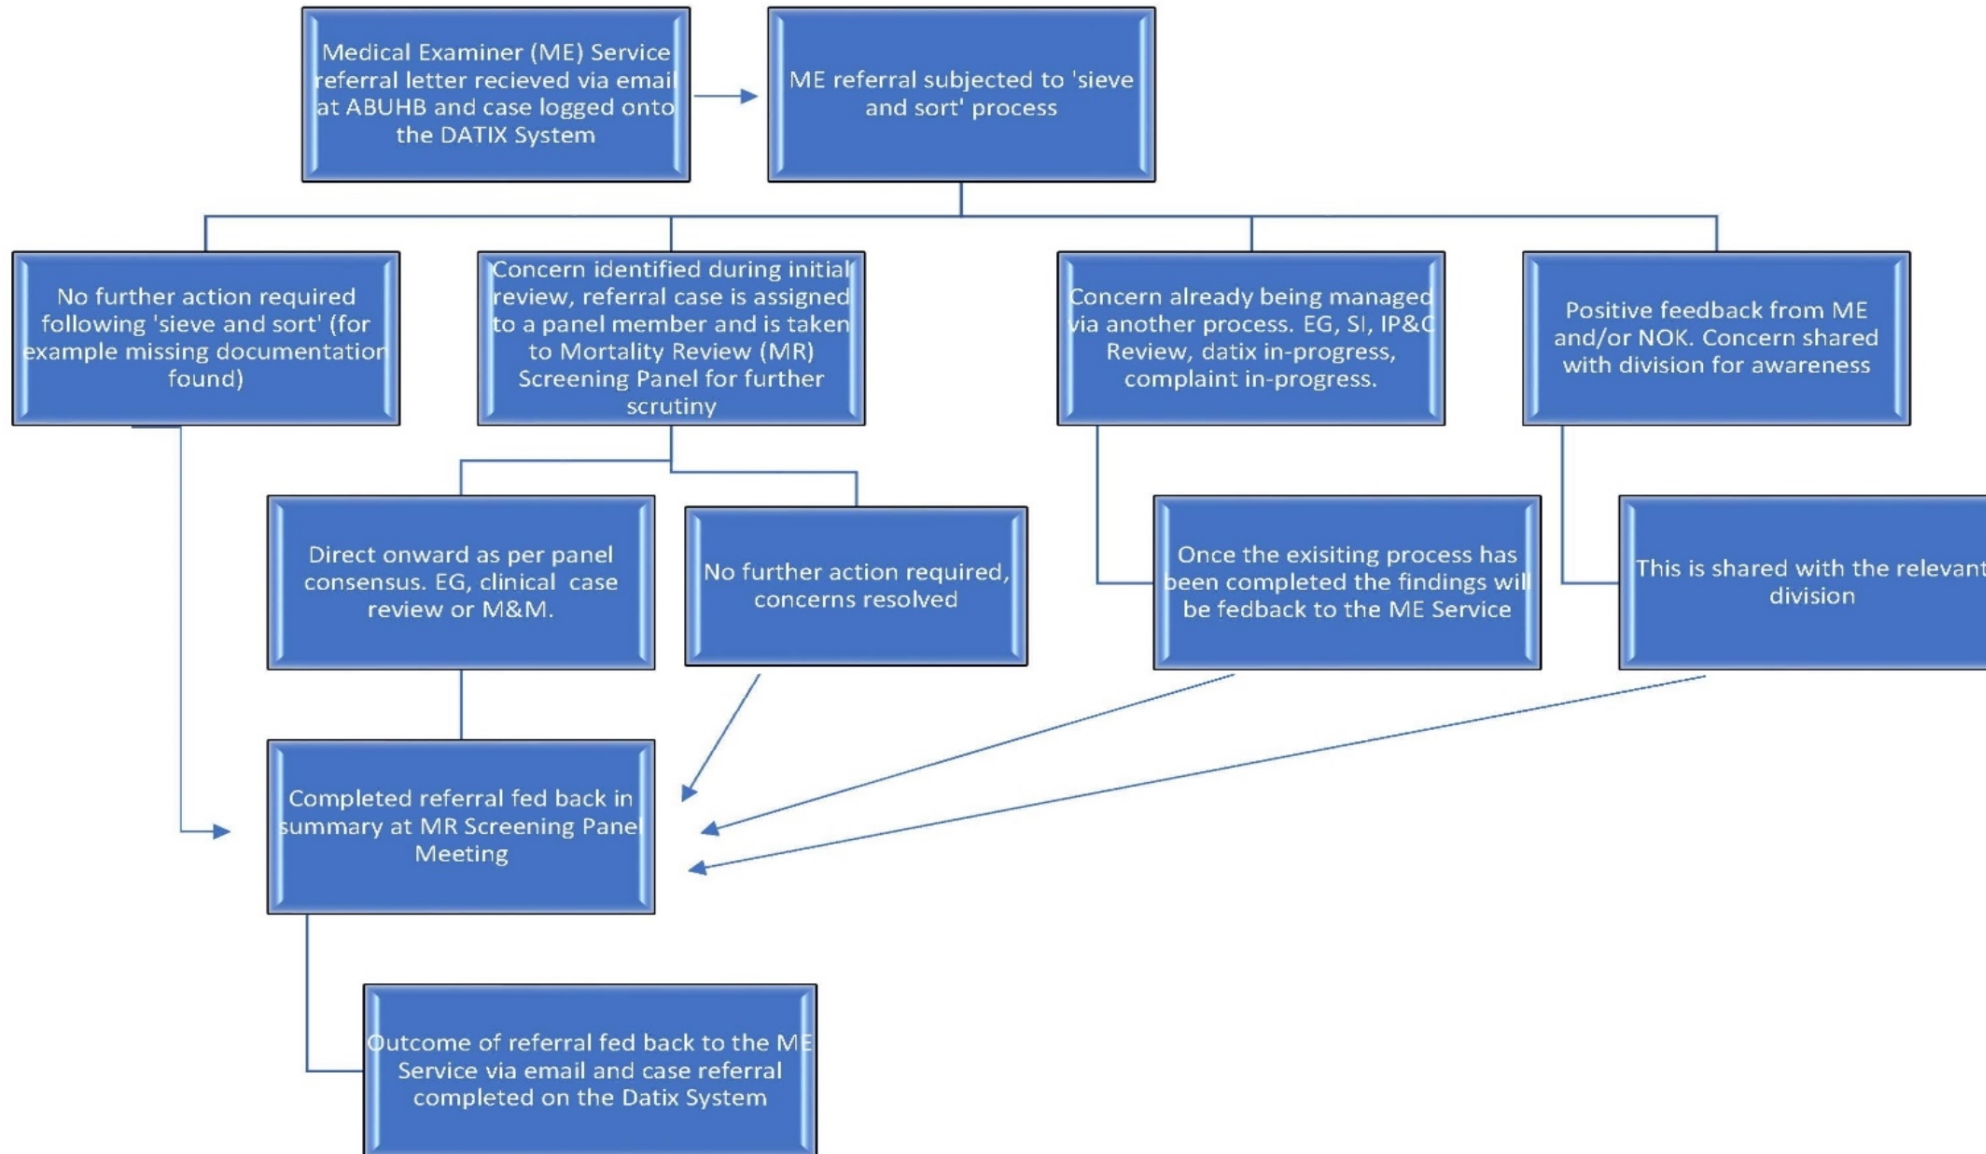 Medical Examiner (ME) Service
referral letter recieved via email
at ABUHB and case logged onto
the DATIX System
ME referral subjected to 'sieve
and sort' process
No further action required
following 'sieve and sort' (for
example missing documentation
found)
Concern identified during initial
review, referral case is assigned
to a panel member and is taken
to Mortality Review (MR)
Screening Panel for further
scrutiny
Concern already being managed
via another process. EG, SI, IP&C
Review, datix in-progress,
complaint in-progress.
Positive feedback from ME
and/or NOK. Concern shared
with division for awareness
Direct onward as per panel
consensus. EG, clinical case
review or M&M.
No further action required,
concerns resolved
Once the exisiting process has
been completed the findings will
be fedback to the ME Service
This is shared with the relevant
division
Completed referral fed back in
summary at MR Screening Panel
Meeting
Outcome of referral fed back to the ME
Service via email and case referral
completed on the Datix System